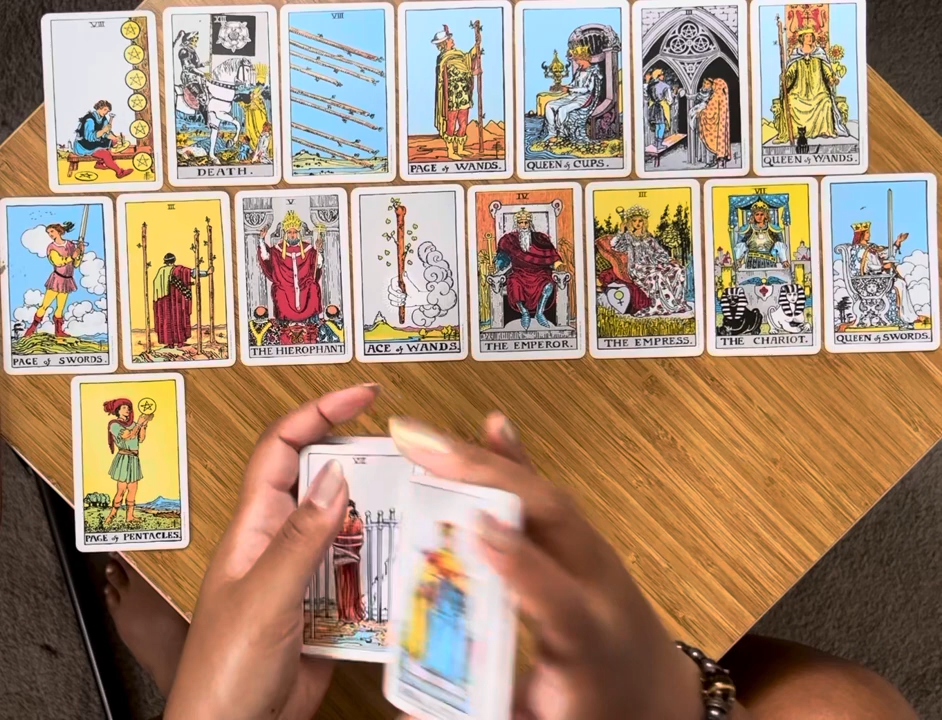 VIII
XIII
DEATH.
VIII
PAGE of WANDS.
QUEEN of CUPS.
III
QUEEN of WANDS.
PAGE of SWORDS.
III
V
THE HIEROPHANT
ACE of WANDS.
IV
THE EMPEROR.
III
THE EMPRESS.
VII
THE CHARIOT.
QUEEN of SWORDS.
PAGE of PENTACLES.